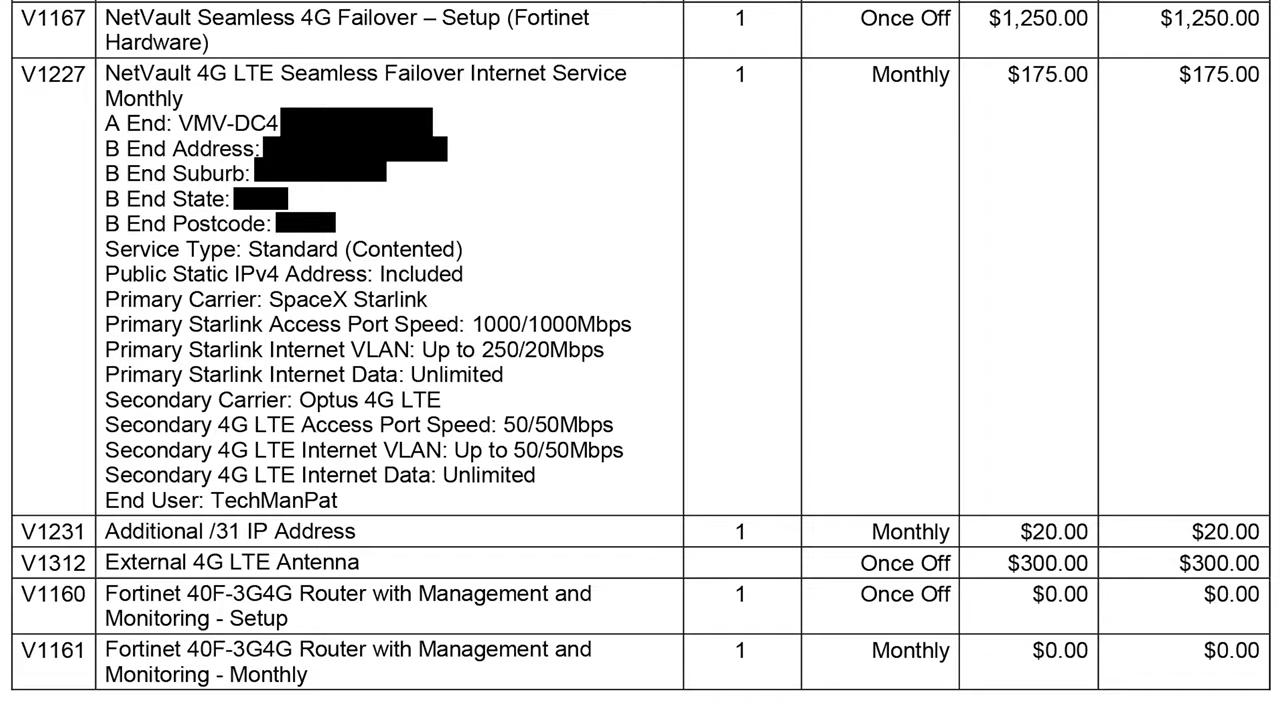 V1167 NetVault Seamless 4G Failover – Setup (Fortinet 1 Once Off $1,250.00 $1,250.00
Hardware)
V1227 NetVault 4G LTE Seamless Failover Internet Service 1 Monthly $175.00 $175.00
Monthly
A End: VMV-DC4
B End Address:
B End Suburb:
B End State:
B End Postcode:
Service Type: Standard (Contented)
Public Static IPv4 Address: Included
Primary Carrier: SpaceX Starlink
Primary Starlink Access Port Speed: 1000/1000Mbps
Primary Starlink Internet VLAN: Up to 250/20Mbps
Primary Starlink Internet Data: Unlimited
Secondary Carrier: Optus 4G LTE
Secondary 4G LTE Access Port Speed: 50/50Mbps
Secondary 4G LTE Internet VLAN: Up to 50/50Mbps
Secondary 4G LTE Internet Data: Unlimited
End User: TechManPat
V1231 Additional /31 IP Address 1 Monthly $20.00 $20.00
V1312 External 4G LTE Antenna Once Off $300.00 $300.00
V1160 Fortinet 40F-3G4G Router with Management and 1 Once Off $0.00 $0.00
Monitoring - Setup
V1161 Fortinet 40F-3G4G Router with Management and 1 Monthly $0.00 $0.00
Monitoring - Monthly